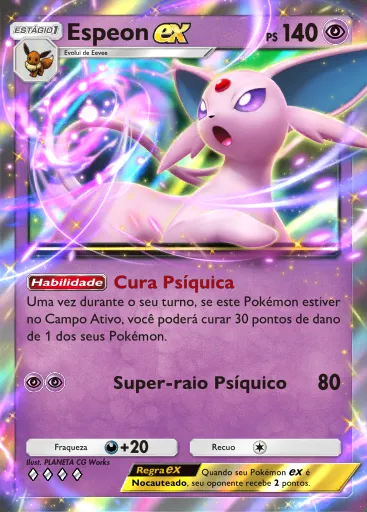 ESTÁGIO 1
Espeon ex
PS 140
Evolui de Eevee
Habilidade Cura Psíquica
Uma vez durante o seu turno, se este Pokémon estiver
no Campo Ativo, você poderá curar 30 pontos de dano
de 1 dos seus Pokémon.
Super-raio Psíquico 80
Fraqueza +20 Recuo
Ilust. PLANETA CG Works
Regra ex Quando seu Pokémon ex é
Nocauteado, seu oponente recebe 2 pontos.